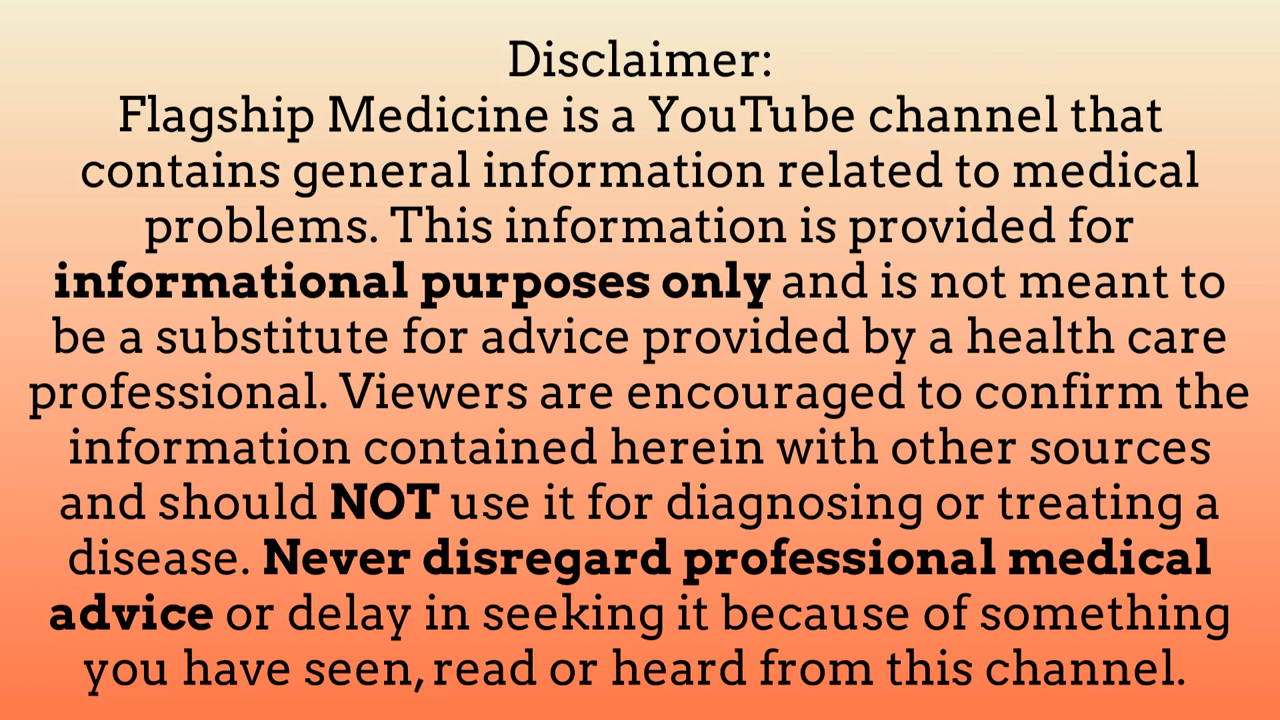 Disclaimer:
Flagship Medicine is a YouTube channel that
contains general information related to medical
problems. This information is provided for
informational purposes only and is not meant to
be a substitute for advice provided by a health care
professional. Viewers are encouraged to confirm the
information contained herein with other sources
and should NOT use it for diagnosing or treating a
disease. Never disregard professional medical
advice or delay in seeking it because of something
you have seen, read or heard from this channel.